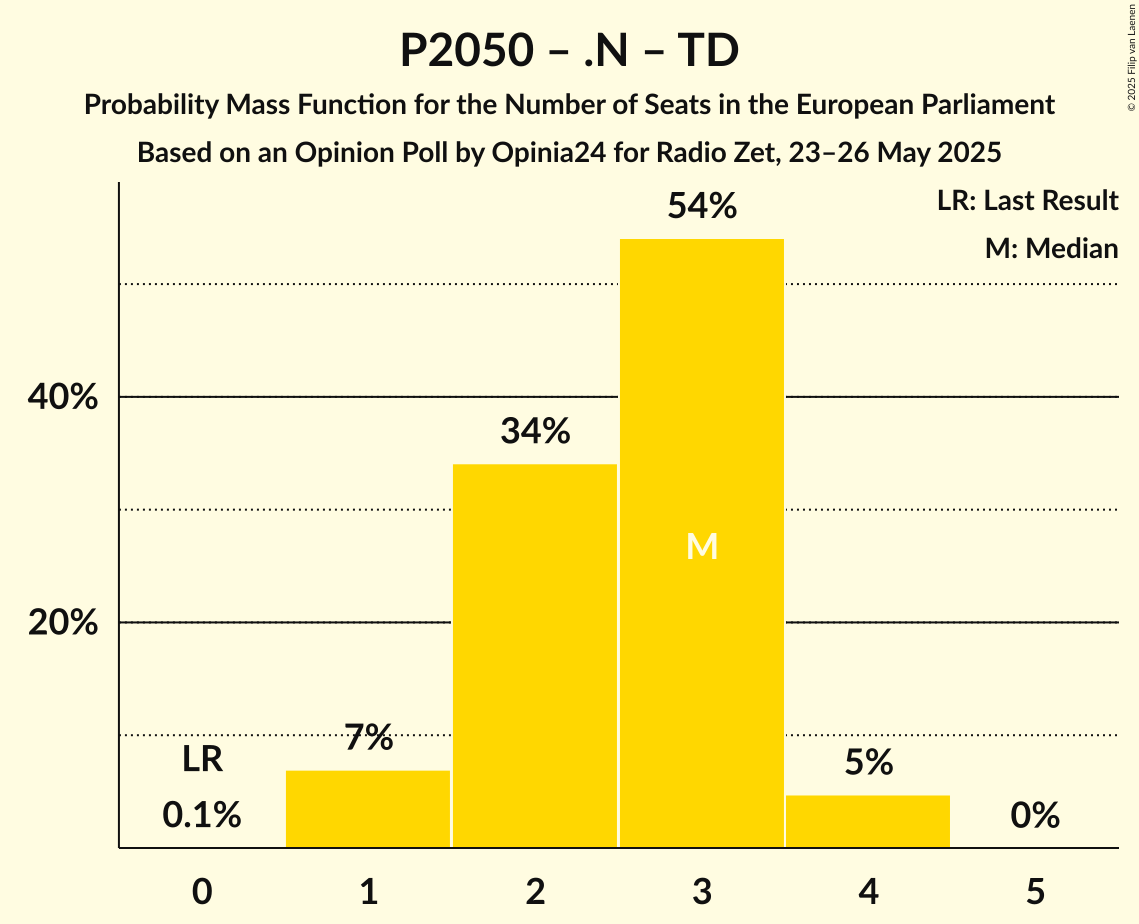 P2050 – .N – TD
Probability Mass Function for the Number of Seats in the European Parliament
Based on an Opinion Poll by Opinia24 for Radio Zet, 23–26 May 2025
© 2025 Filip van Laenen
LR: Last Result
M: Median
54%
40%
34%
M
20%
7%
LR
5%
0.1%
0%
0 1 2 3 4 5